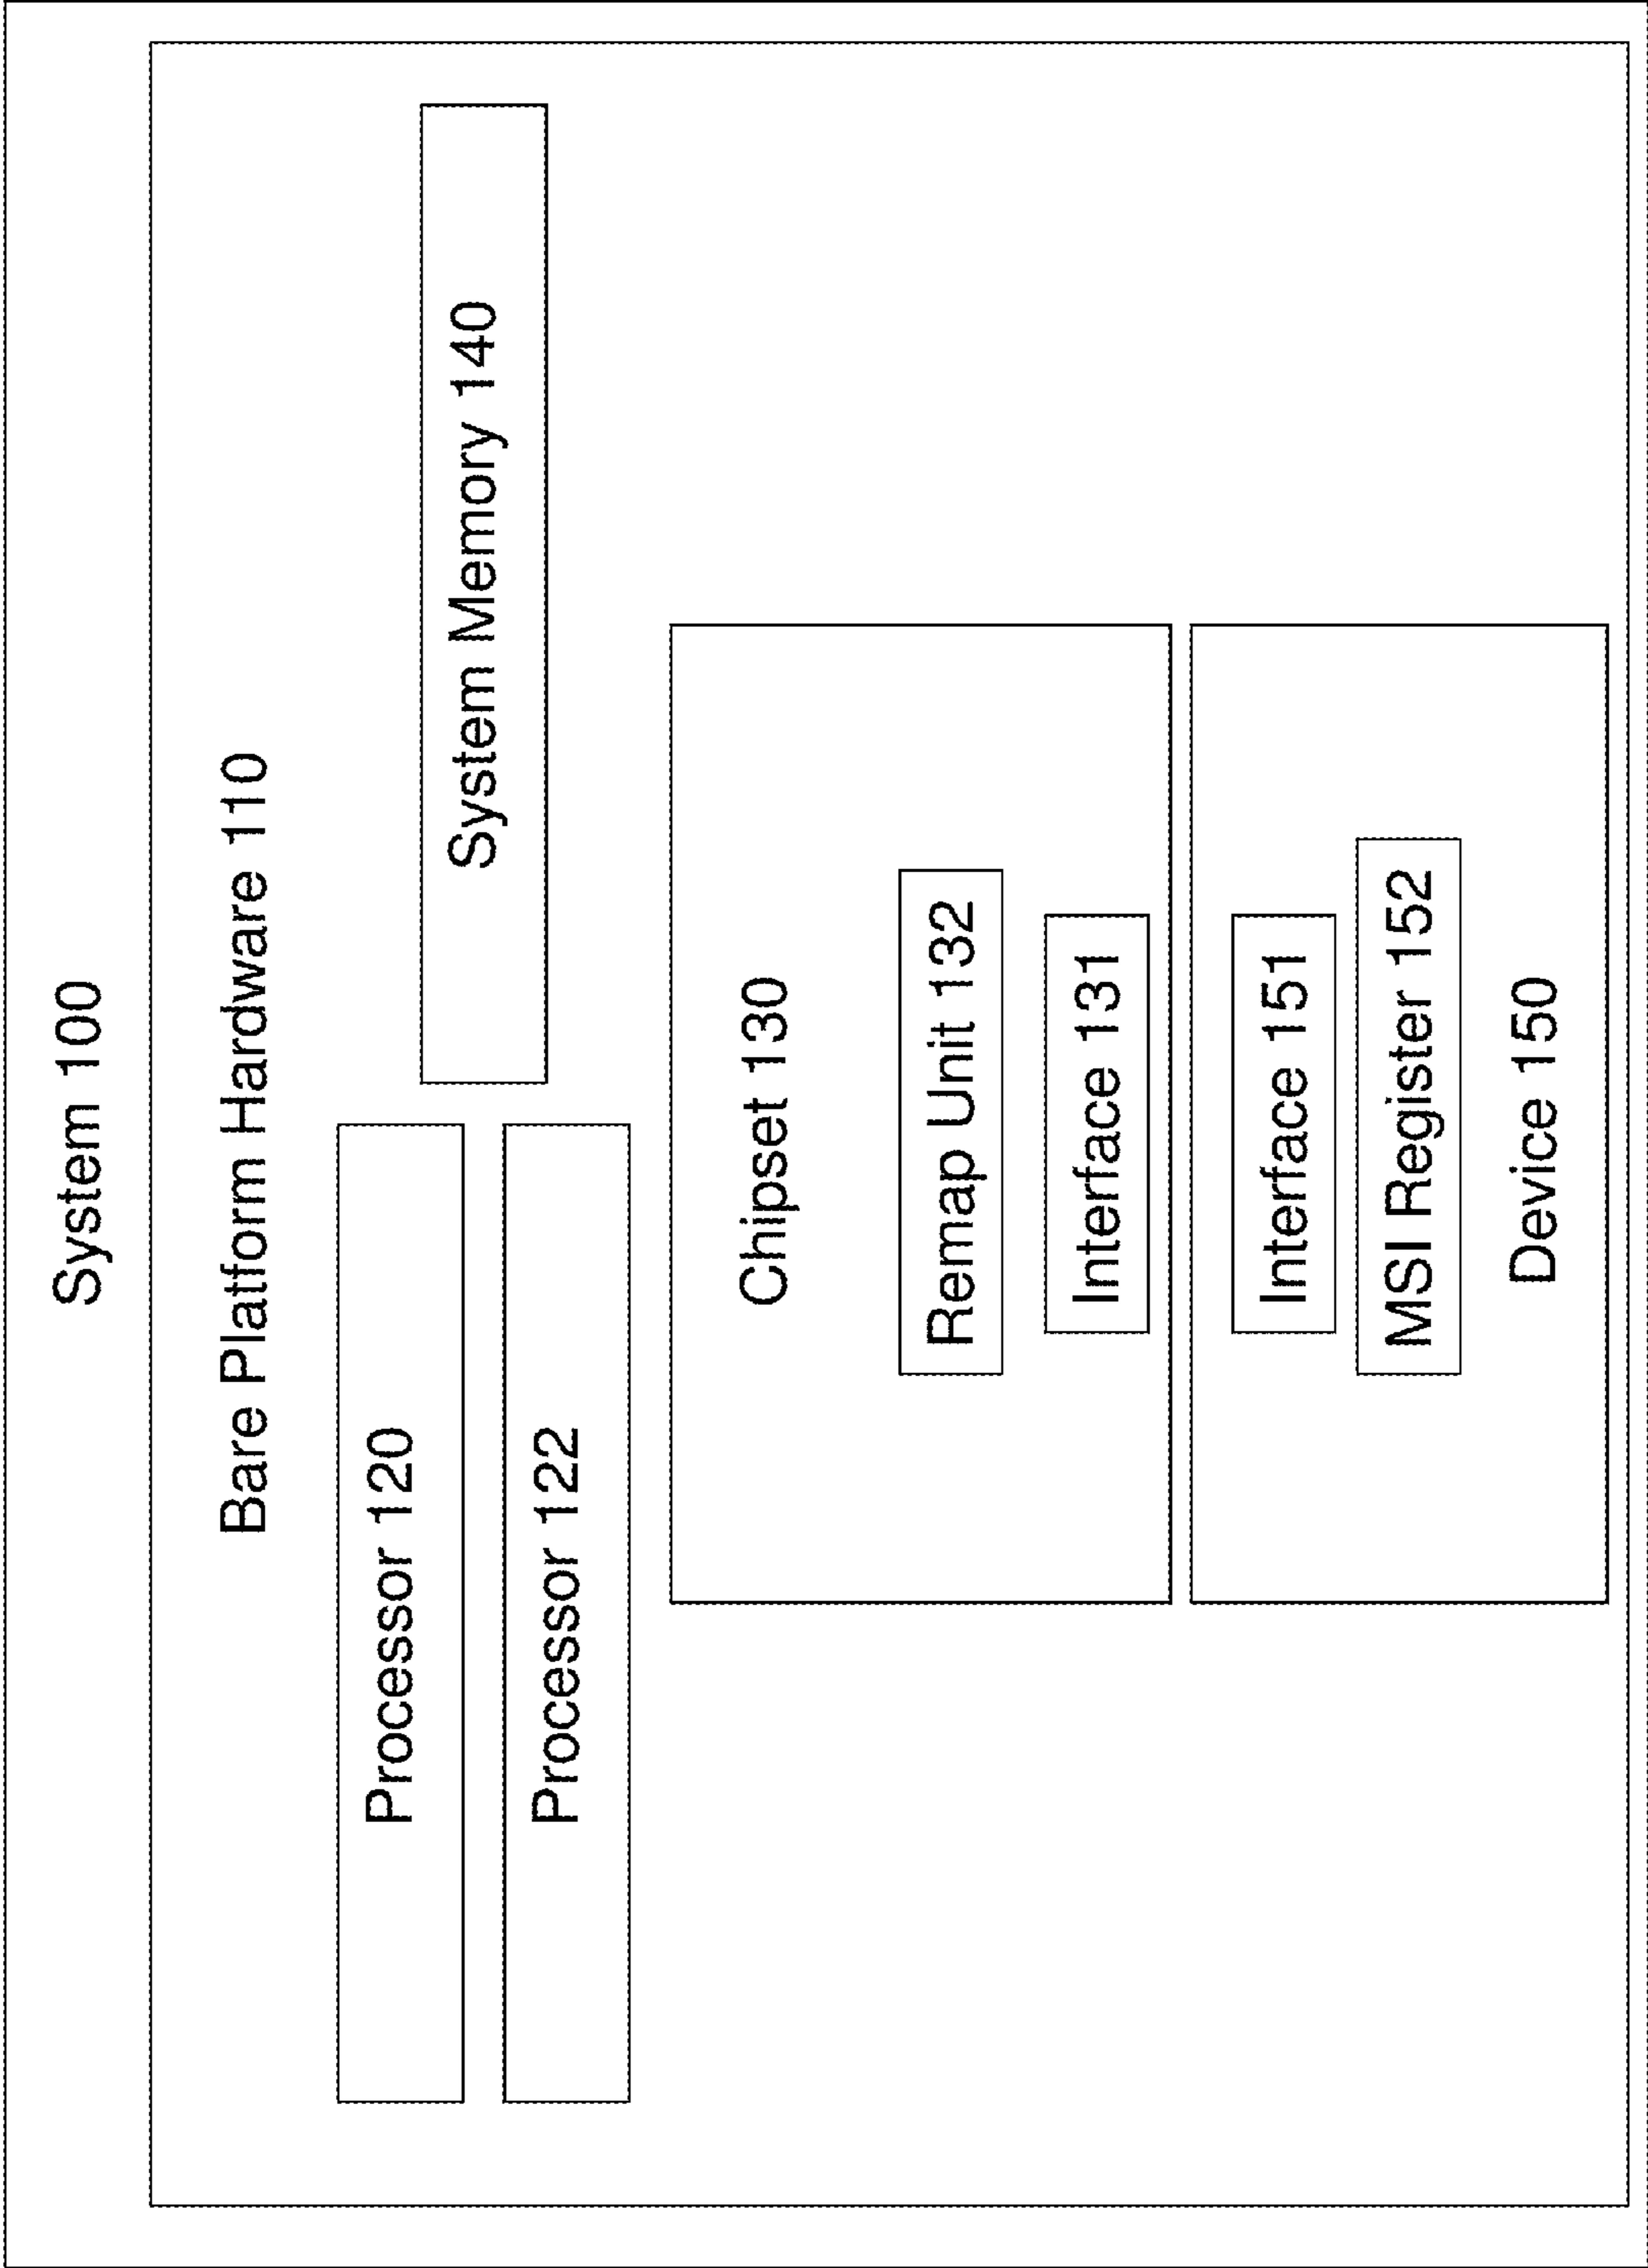 System 100
Bare Platform Hardware 110
Processor 120
System Memory 140
Processor 122
Chipset 130
Remap Unit 132
Interface 131
Interface 151
MSI Register 152
Device 150